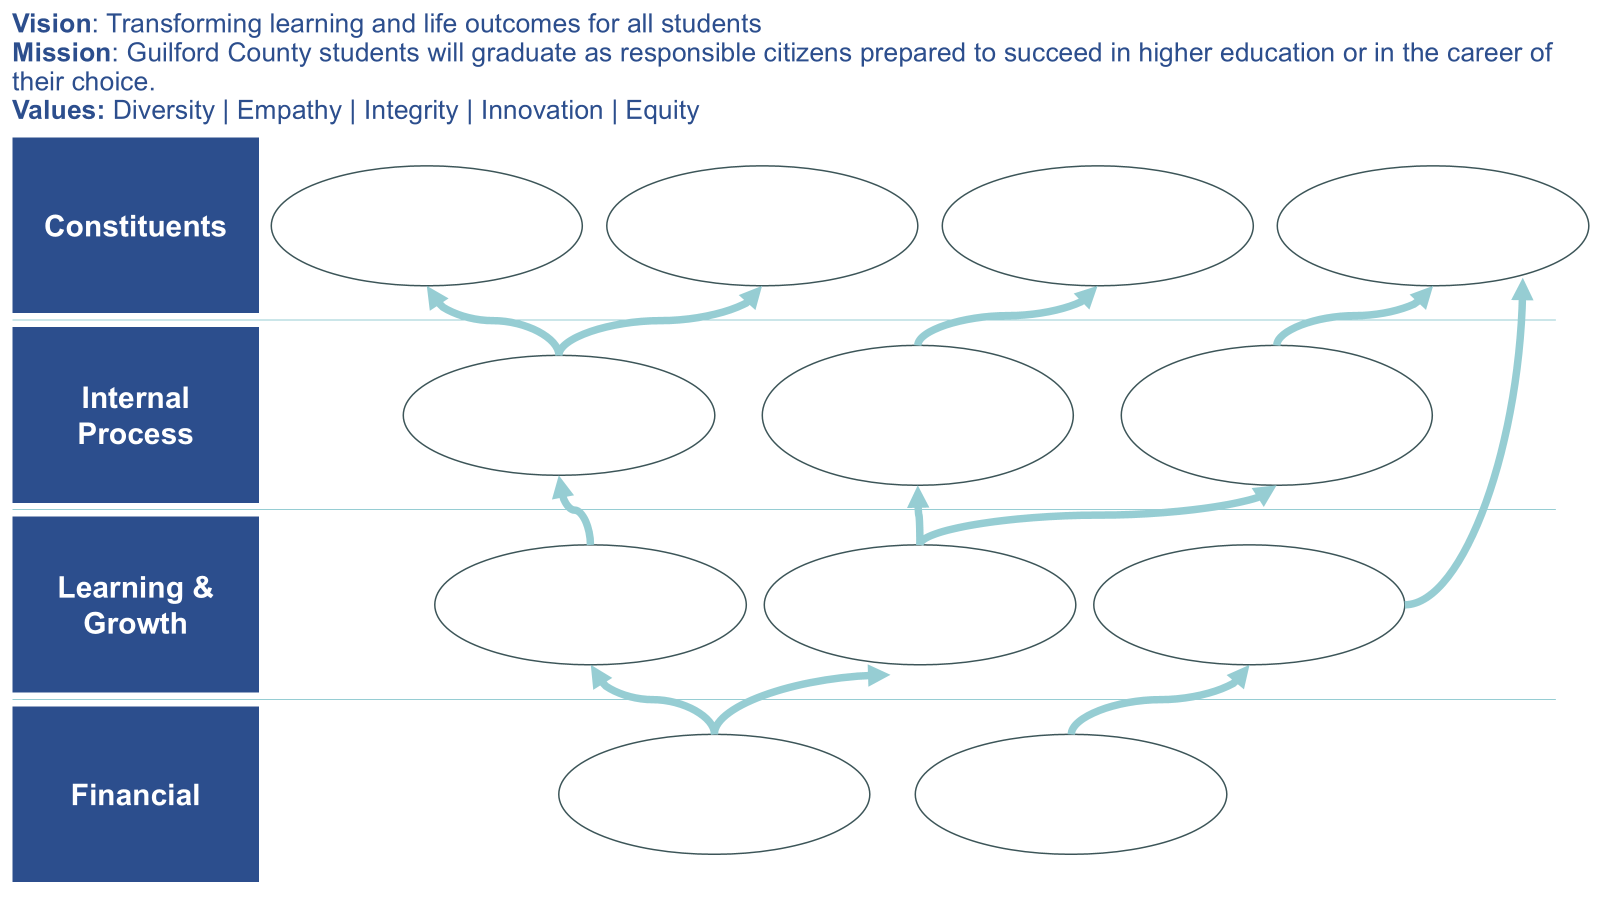 Vision: Transforming learning and life outcomes for all students
Mission: Guilford County students will graduate as responsible citizens prepared to succeed in higher education or in the career of
their choice.
Values: Diversity | Empathy | Integrity | Innovation | Equity
Constituents
Internal
Process
Learning &
Growth
Financial